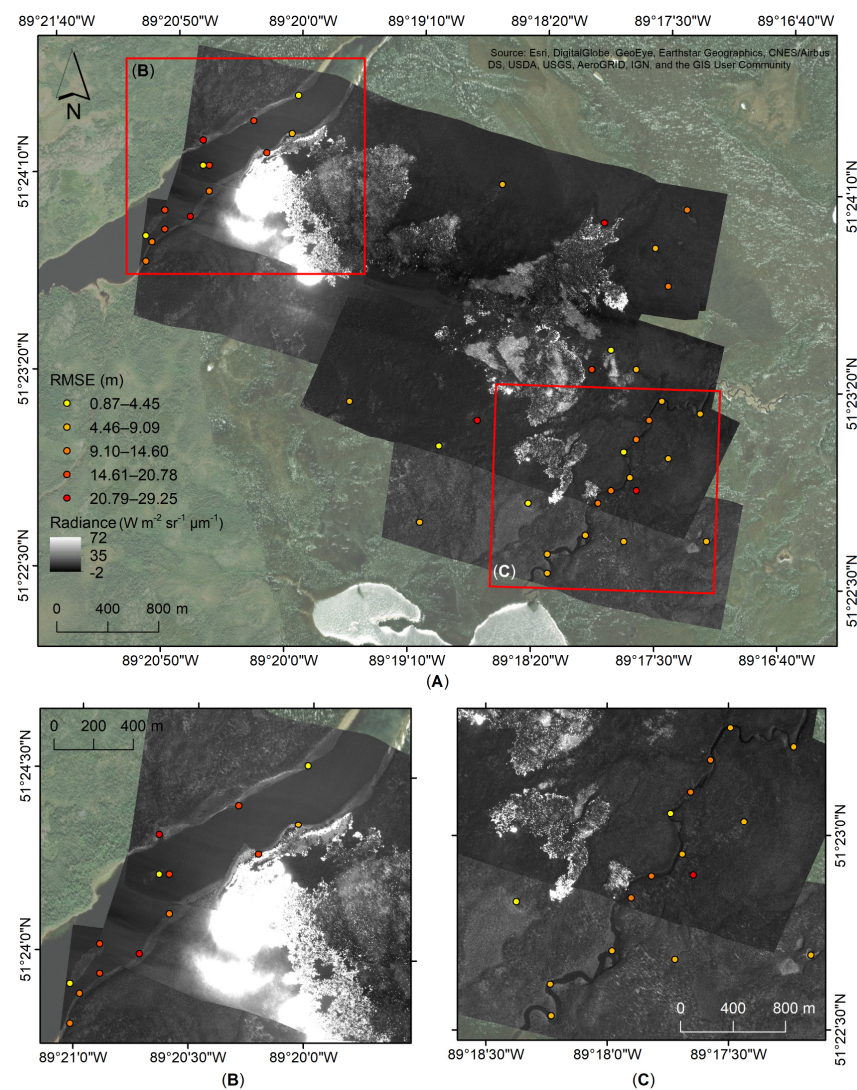 89°21'40"W 89°20'50"W 89°20'0"W 89°19'10"W 89°18'20"W 89°17'30"W 89°16'40"W
Source: Esri, DigitalGlobe, GeoEye, Earthstar Geographics, CNES/Airbus
DS, USDA, USGS, AeroGRID, IGN, and the GIS User Community
(B)
N
51°24'10"N
51°24'10"N
51°23'20"N
51°23'20"N
RMSE (m)
0.87–4.45
4.46–9.09
9.10–14.60
14.61–20.78
20.79–29.25
Radiance (W m-2 sr-1 µm-1)
72
35
-2
0 400 800 m
(C)
51°22'30"N
51°22'30"N
89°20'50"W 89°20'0"W 89°19'10"W 89°18'20"W 89°17'30"W 89°16'40"W
(A)
0 200 400 m
51°24'30"N
51°24'0"N
89°21'0"W 89°20'30"W 89°20'0"W
(B)
51°23'0"N
51°22'30"N
0 400 800 m
89°18'30"W 89°18'0"W 89°17'30"W
(C)